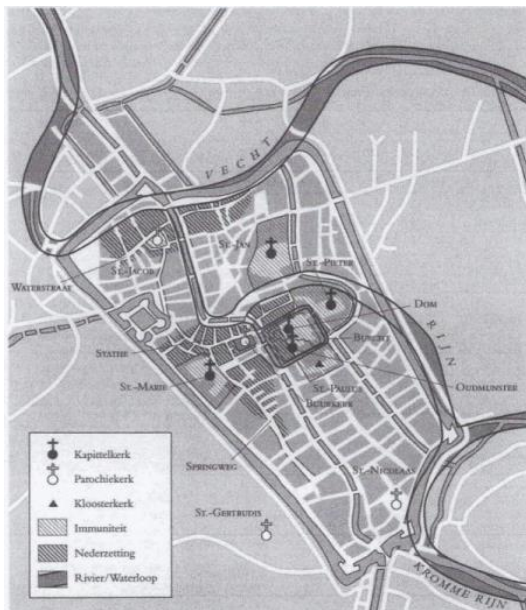 VECHT
ST.-JAN
ST.-JACOB
ST.-PIETER
WATERSTRAAT
DOM
BURCHT
RIJN
STATHE
OUDMUNSTER
ST.-MARIE
ST.-PAULUS
BUURKERK
Kapittelkerk
SPRINGWEG
ST.-NICOLAAS
Parochiekerk
Kloosterkerk
ST.-GERTRUDIS
Immuniteit
Nederzetting
Rivier/Waterloop
KROMME RIJN